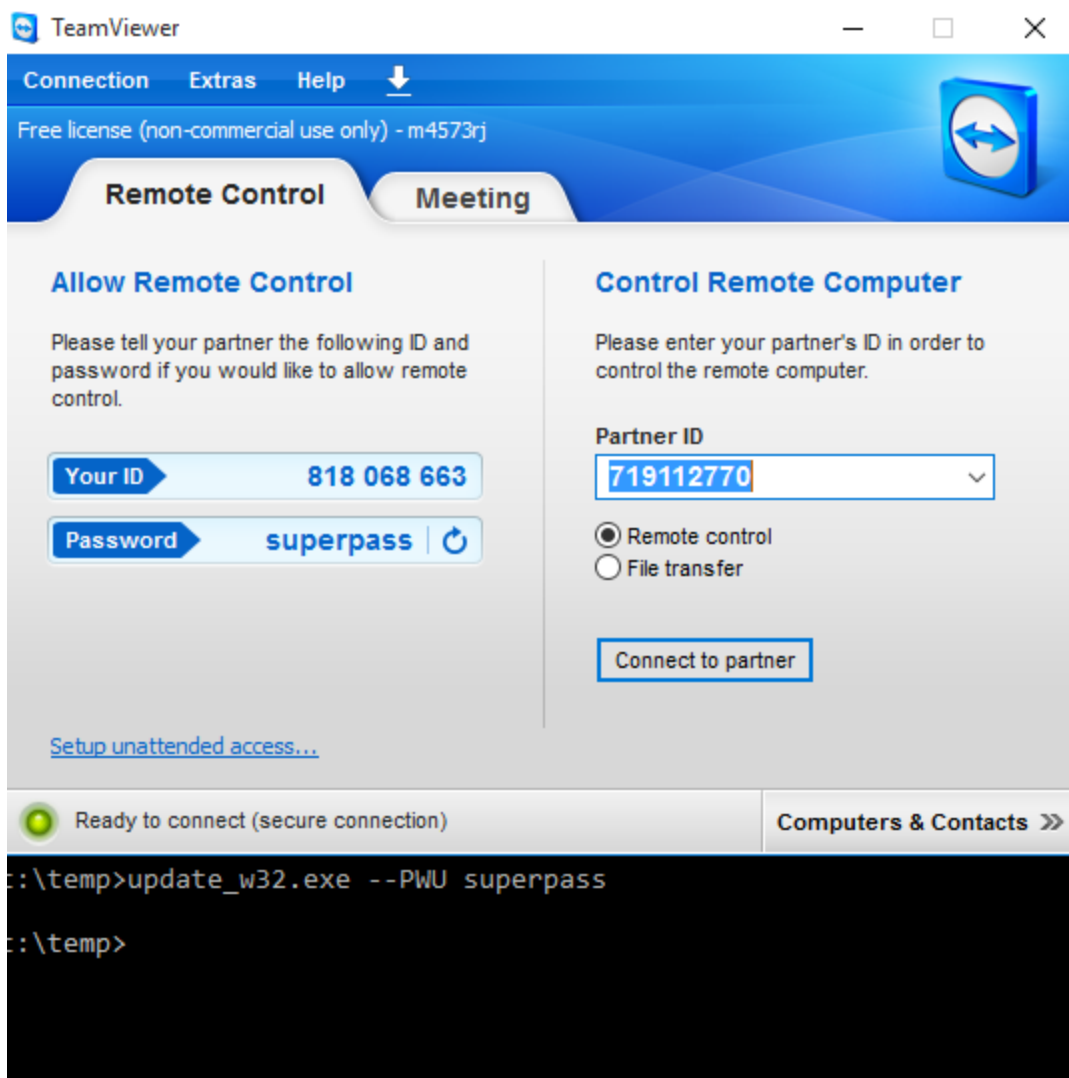 TeamViewer
Connection Extras Help
Free license (non-commercial use only) - m4573rj
Remote Control
Meeting
Allow Remote Control
Please tell your partner the following ID and
password if you would like to allow remote
control.
Your ID 818 068 663
Password superpass
Setup unattended access...
Control Remote Computer
Please enter your partner's ID in order to
control the remote computer.
Partner ID
719112770
Remote control
File transfer
Connect to partner
Ready to connect (secure connection)
Computers & Contacts
:\temp>update_w32.exe --PWU superpass
:\temp>